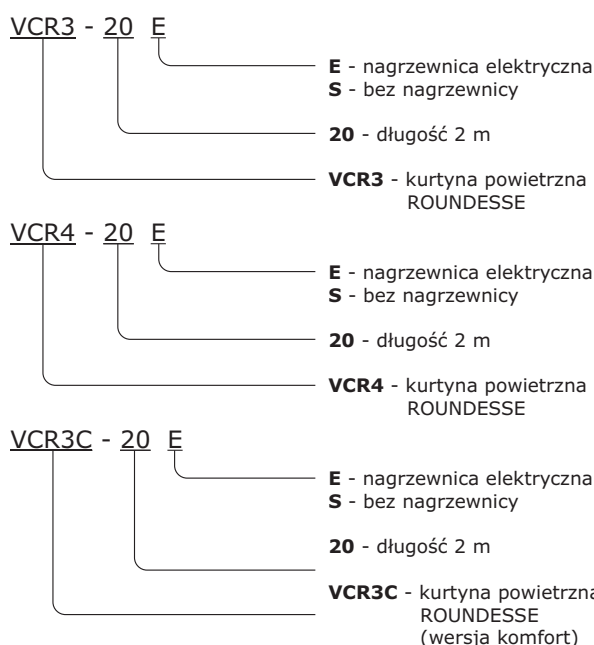 VCR3 - 20 E
E - nagrzewnica elektryczna
S - bez nagrzewnicy
20 - długość 2 m
VCR3 - kurtyna powietrzna
ROUNDESSE
VCR4 - 20 E
E - nagrzewnica elektryczna
S - bez nagrzewnicy
20 - długość 2 m
VCR4 - kurtyna powietrzna
ROUNDESSE
VCR3C - 20 E
E - nagrzewnica elektryczna
S - bez nagrzewnicy
20 - długość 2 m
VCR3C - kurtyna powietrzna
ROUNDESSE
(wersja komfort)